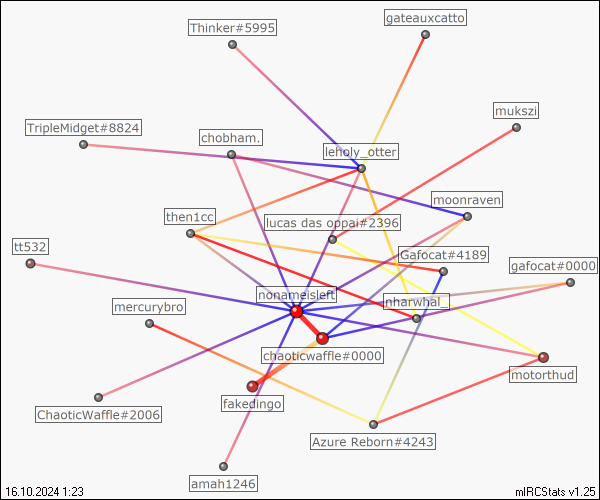 Thinker#5995
gateauxcatto
mukszi
TripleMidget#8824
chobham.
leholy_otter
moonraven
then1cc
lucas das oppai#2396
tt532
Gafocat#4189
gafocat#0000
nonameisleft
nharwhal_
mercurybro
chaoticwaffle#0000
motorthud
fakedingo
ChaoticWaffle#2006
Azure Reborn#4243
amah1246
16.10.2024 1:23
mIRCStats v1.25